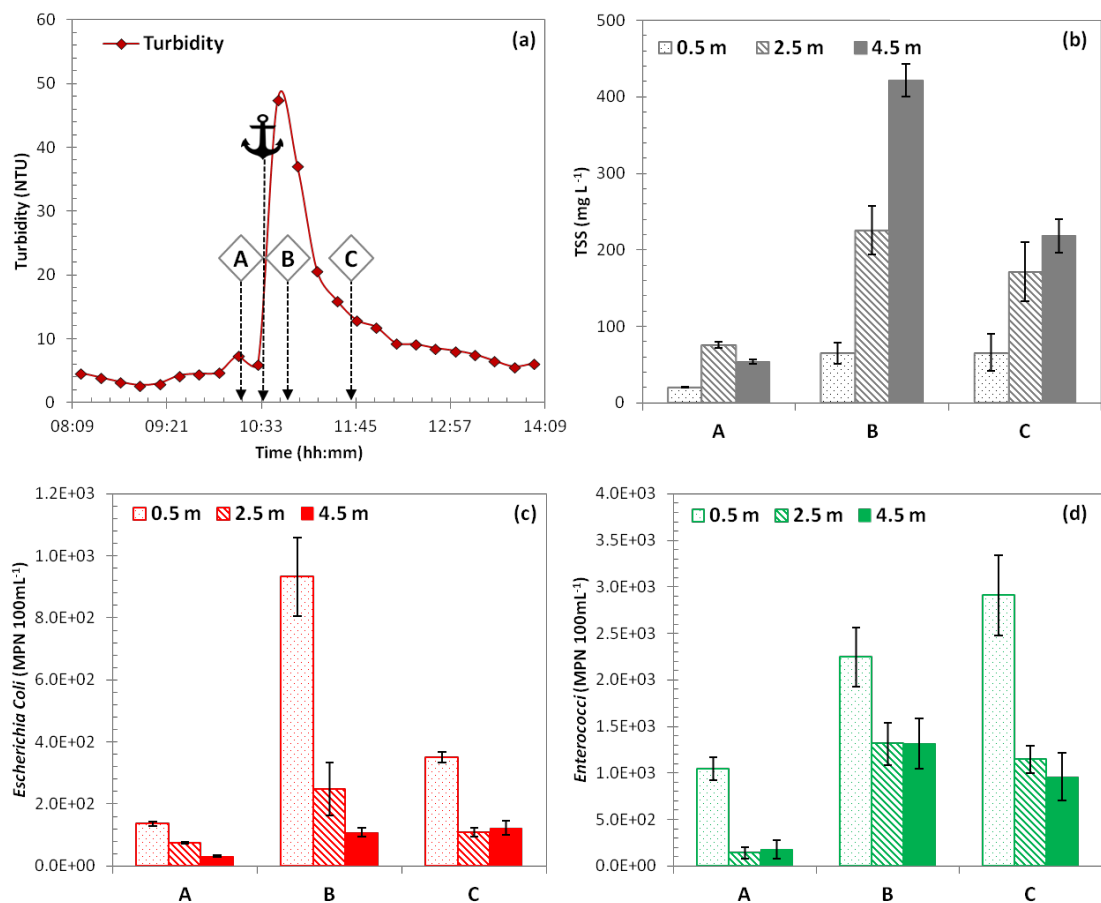 Turbidity
(a)
60
50
40
30
20
10
0
Turbidity (NTU)
A
B
C
08:09 09:21 10:33 11:45 12:57 14:09
Time (hh:mm)
0.5 m 2.5 m 4.5 m
(b)
500
400
300
200
100
0
TSS (mg L-1)
A B C
0.5 m 2.5 m 4.5 m
(c)
1.2E+03
1.0E+03
8.0E+02
6.0E+02
4.0E+02
2.0E+02
0.0E+00
Escherichia Coli (MPN 100mL-1)
A B C
0.5 m 2.5 m 4.5 m
(d)
4.0E+03
3.5E+03
3.0E+03
2.5E+03
2.0E+03
1.5E+03
1.0E+03
5.0E+02
0.0E+00
Enterococci (MPN 100mL-1)
A B C